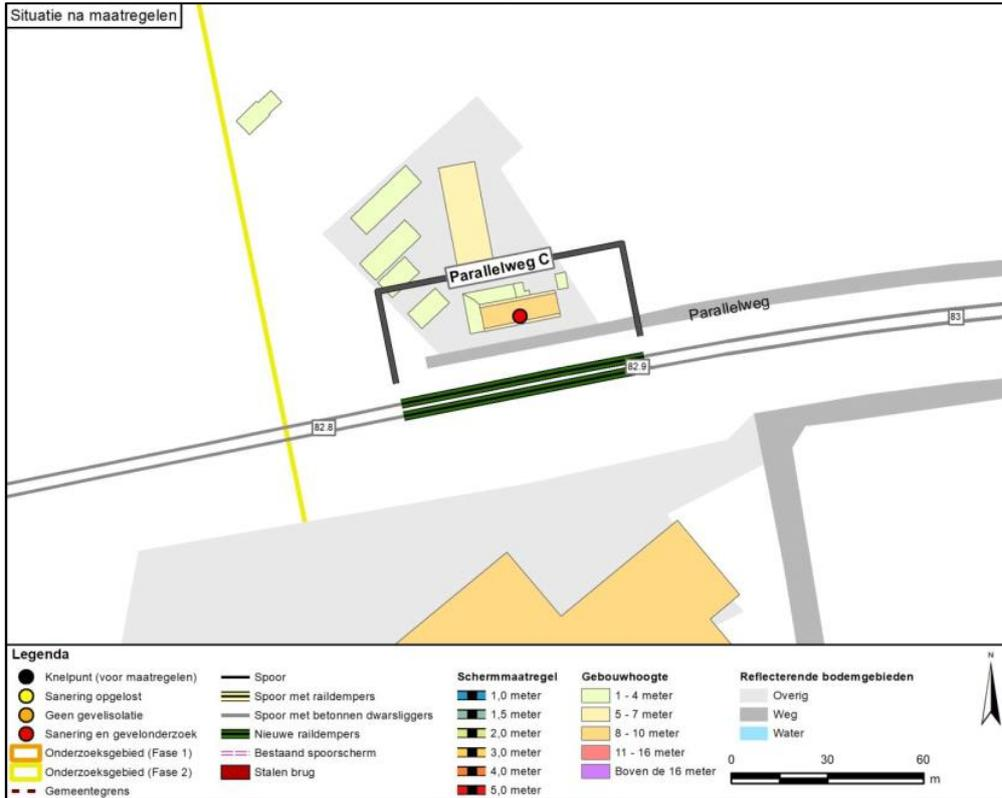 Situatie na maatregelen
Parallelweg C
Parallelweg
83
82.9
82.8
Legenda
Knelpunt (voor maatregelen)
Sanering opgelost
Geen gevelisolatie
Sanering en gevelonderzoek
Onderzoeksgebied (Fase 1)
Onderzoeksgebied (Fase 2)
Gemeentegrens
Spoor
Spoor met raildempers
Spoor met betonnen dwarsliggers
Nieuwe raildempers
Bestaand spoorscherm
Stalen brug
Schermmaatregel
1,0 meter
1,5 meter
2,0 meter
3,0 meter
4,0 meter
5,0 meter
Gebouwhoogte
1 - 4 meter
5 - 7 meter
8 - 10 meter
11 - 16 meter
Boven de 16 meter
Reflecterende bodemgebieden
Overig
Weg
Water
N
0 30 60
m